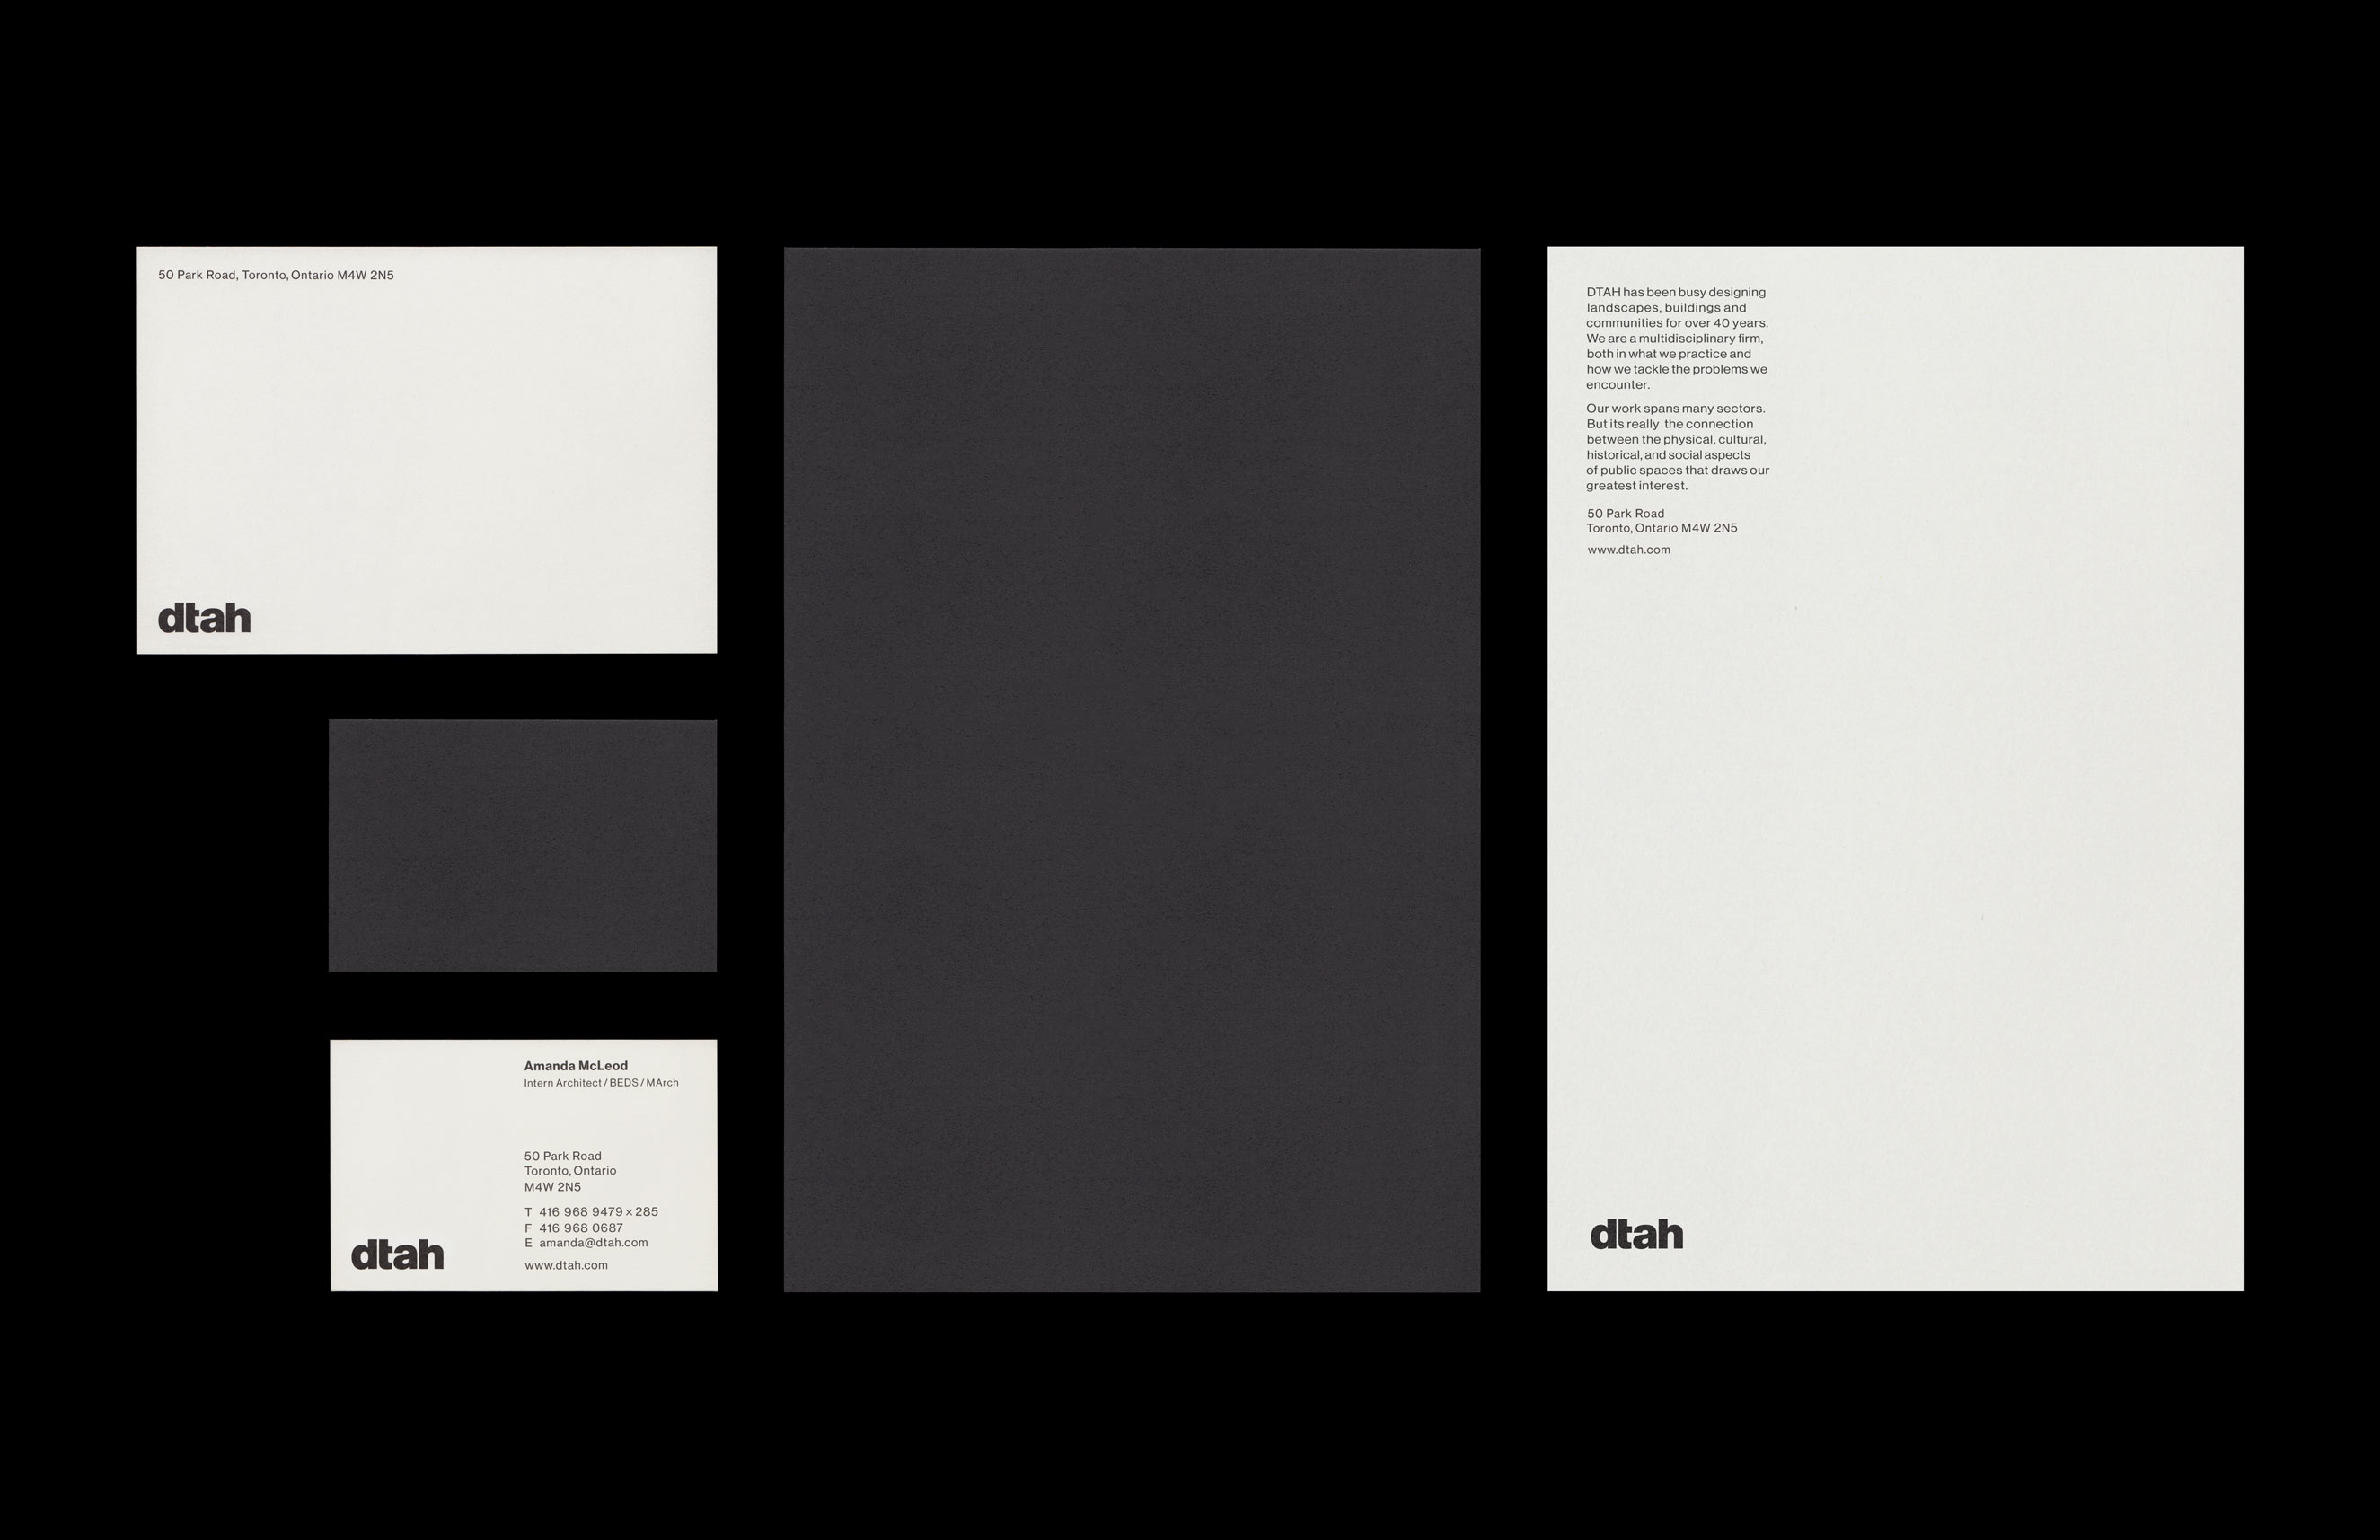 50 Park Road, Toronto, Ontario M4W 2N5
dtah
Amanda McLeod
Intern Architect / BEDS / MArch
50 Park Road
Toronto, Ontario
M4W 2N5
T 416 968 9479 × 285
F 416 968 0687
E amanda@dtah.com
www.dtah.com
dtah
DTAH has been busy designing
landscapes, buildings and
communities for over 40 years.
We are a multidisciplinary firm,
both in what we practice and
how we tackle the problems we
encounter.
Our work spans many sectors.
But its really the connection
between the physical, cultural,
historical, and social aspects
of public spaces that draws our
greatest interest.
50 Park Road
Toronto, Ontario M4W 2N5
www.dtah.com
dtah